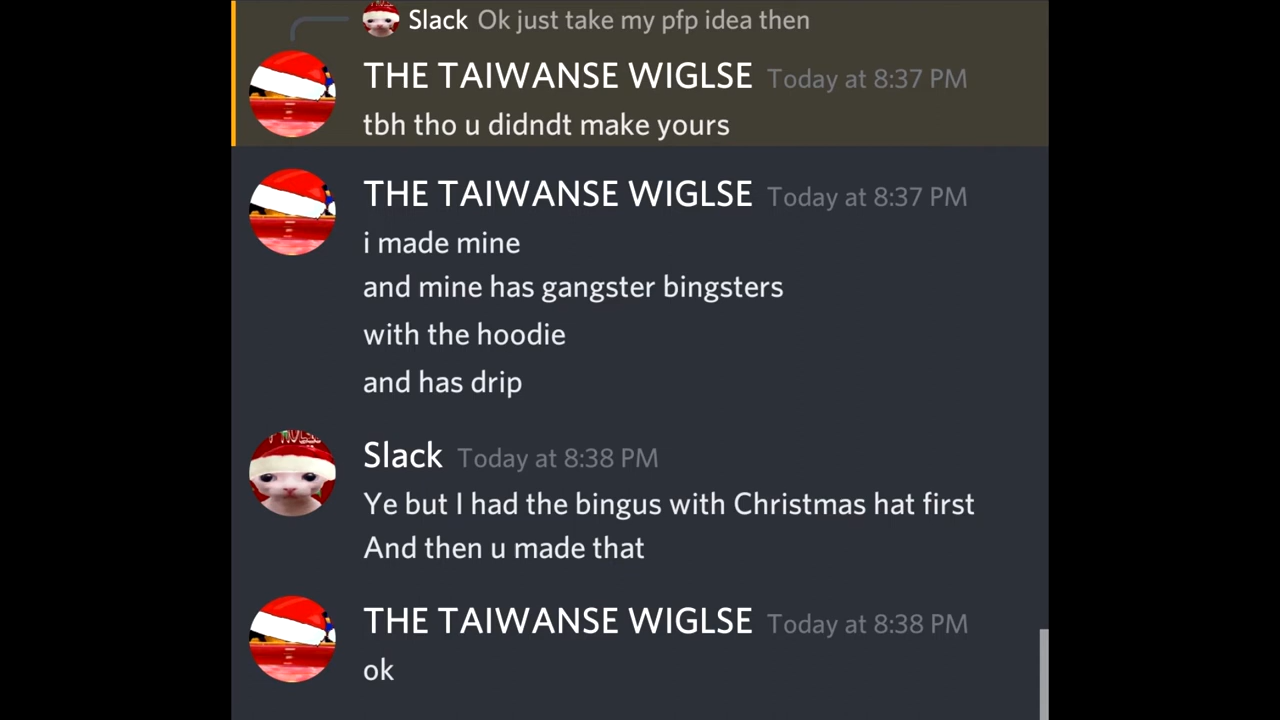 Slack Ok just take my pfp idea then
THE TAIWANSE WIGLSE Today at 8:37 PM
tbh tho u didndt make yours
THE TAIWANSE WIGLSE Today at 8:37 PM
i made mine
and mine has gangster bingsters
with the hoodie
and has drip
Slack Today at 8:38 PM
Ye but I had the bingus with Christmas hat first
And then u made that
THE TAIWANSE WIGLSE Today at 8:38 PM
ok